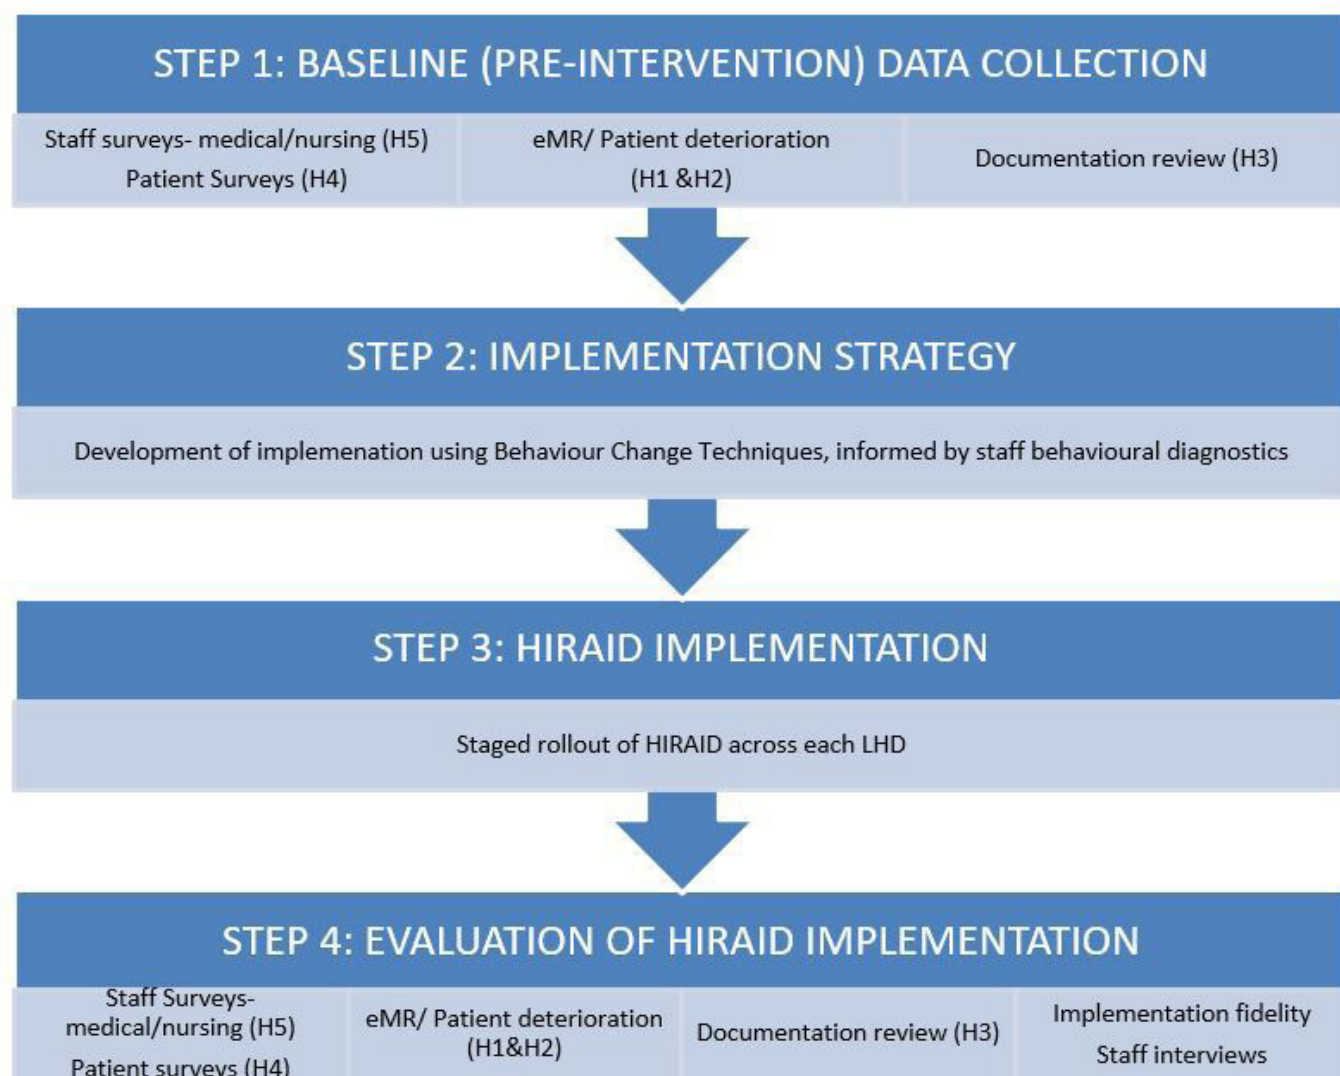 STEP 1: BASELINE (PRE-INTERVENTION) DATA COLLECTION
Staff surveys- medical/nursing (H5)
Patient Surveys (H4)
eMR/ Patient deterioration
(H1 &H2)
Documentation review (H3)
STEP 2: IMPLEMENTATION STRATEGY
Development of implemenation using Behaviour Change Techniques, informed by staff behavioural diagnostics
STEP 3: HIRAID IMPLEMENTATION
Staged rollout of HIRAID across each LHD
STEP 4: EVALUATION OF HIRAID IMPLEMENTATION
Staff Surveys-
medical/nursing (H5)
Patient surveys (H4)
eMR/ Patient deterioration
(H1&H2)
Documentation review (H3)
Implementation fidelity
Staff interviews